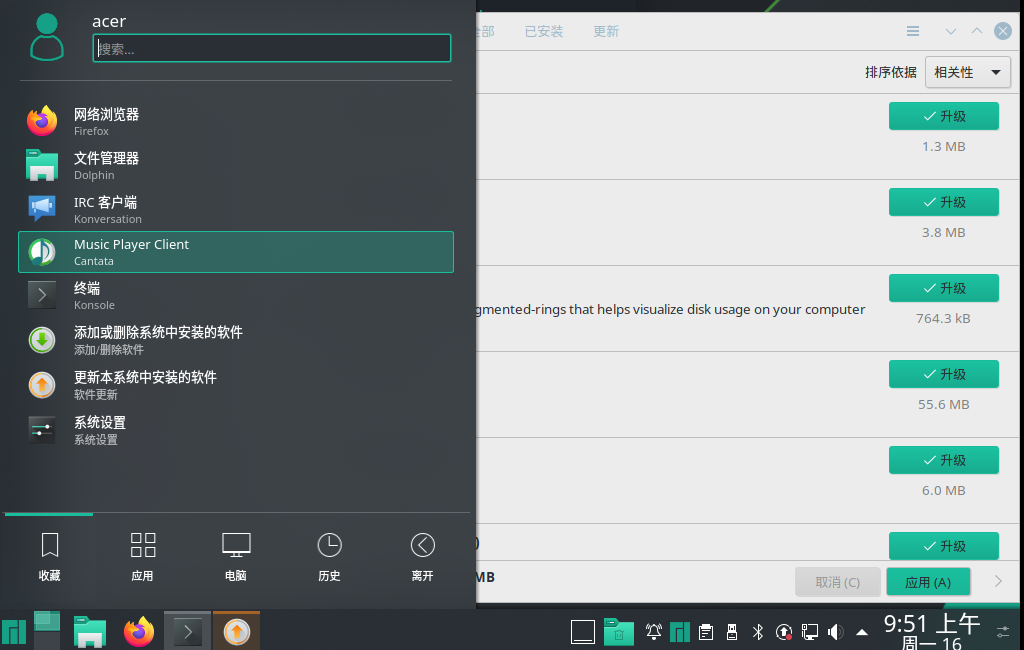 acer
搜索...
网络浏览器
Firefox
文件管理器
Dolphin
IRC 客户端
Konversation
Music Player Client
Cantata
终端
Konsole
添加或删除系统中安装的软件
添加/删除软件
更新本系统中安装的软件
软件更新
系统设置
系统设置
收藏
应用
电脑
历史
离开
部
已安装
更新
排序依据
相关性
升级
1.3 MB
升级
3.8 MB
升级
gmented-rings that helps visualize disk usage on your computer
764.3 kB
升级
55.6 MB
升级
6.0 MB
)
升级
MB
取消 (C)
应用 (A)
9:51 上午
周一 16